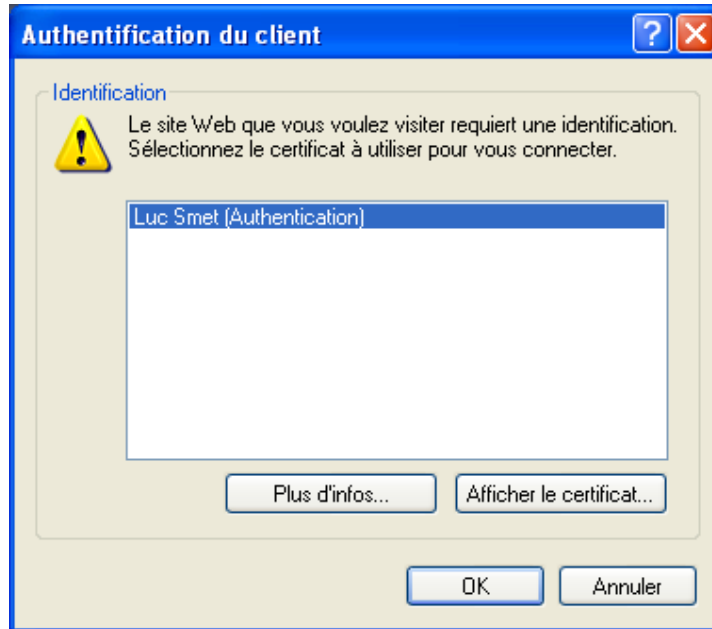 Authentification du client
Identification
Le site Web que vous voulez visiter requiert une identification.
Sélectionnez le certificat à utiliser pour vous connecter.
Luc Smet (Authentication)
Plus d'infos...
Afficher le certificat...
OK
Annuler